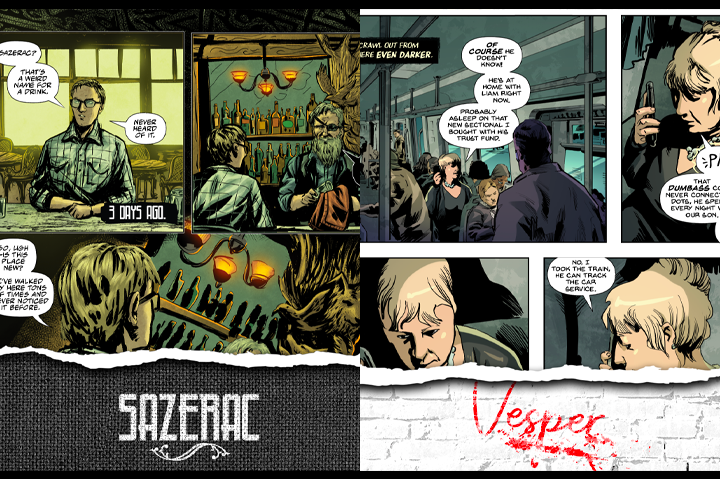 SAZERAC?
THAT'S
A WEIRD
NAME FOR
A DRINK.
NEVER
HEARD
OF IT.
3 DAYS AGO.
SO, UGH
IS THIS
PLACE
NEW?
I'VE WALKED
BY HERE TONS
OF TIMES AND
NEVER NOTICED
IT BEFORE.
SAZERAC
CRAWL OUT FROM
EVEN DARKER.
OF
COURSE HE
DOESN'T
KNOW!
HE'S AT
HOME WITH
LIAM RIGHT
NOW.
PROBABLY
ASLEEP ON THAT
NEW SECTIONAL I
BOUGHT WITH HIS
TRUST FUND.
THAT
DUMBASS
NEVER
DOTS, HE
EVERY NIGHT
OUR SON,
NO, I
TOOK THE TRAIN,
HE CAN TRACK
THE CAR
SERVICE.
Vesper